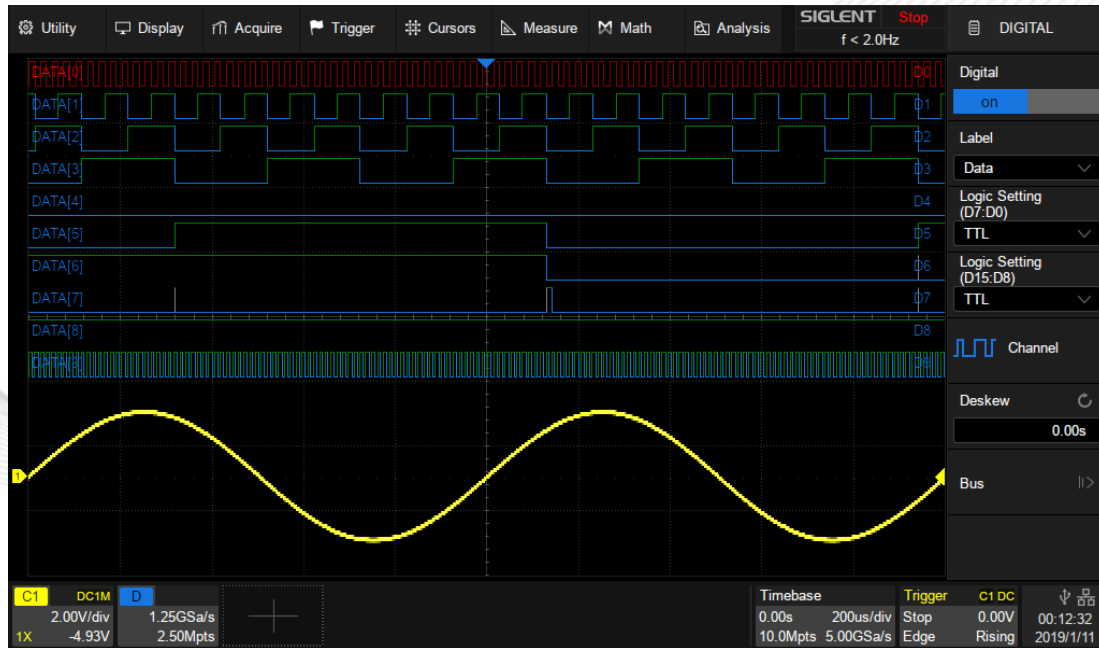 Utility Display Acquire Trigger Cursors Measure Math Analysis
SIGLENT Stop
f < 2.0Hz
DIGITAL
Digital
on
Label
Data
Logic Setting
(D7:D0)
TTL
Logic Setting
(D15:D8)
TTL
Channel
Deskew
0.00s
Bus
DATA[0] D0
DATA[1] D1
DATA[2] D2
DATA[3] D3
DATA[4] D4
DATA[5] D5
DATA[6] D6
DATA[7] D7
DATA[8] D8
DATA[9] D9
1
C1 DC1M
2.00V/div
1X -4.93V
D
1.25GSa/s
2.50Mpts
Timebase
0.00s 200us/div
10.0Mpts 5.00GSa/s
Trigger C1 DC
Stop 0.00V
Edge Rising
00:12:32
2019/1/11